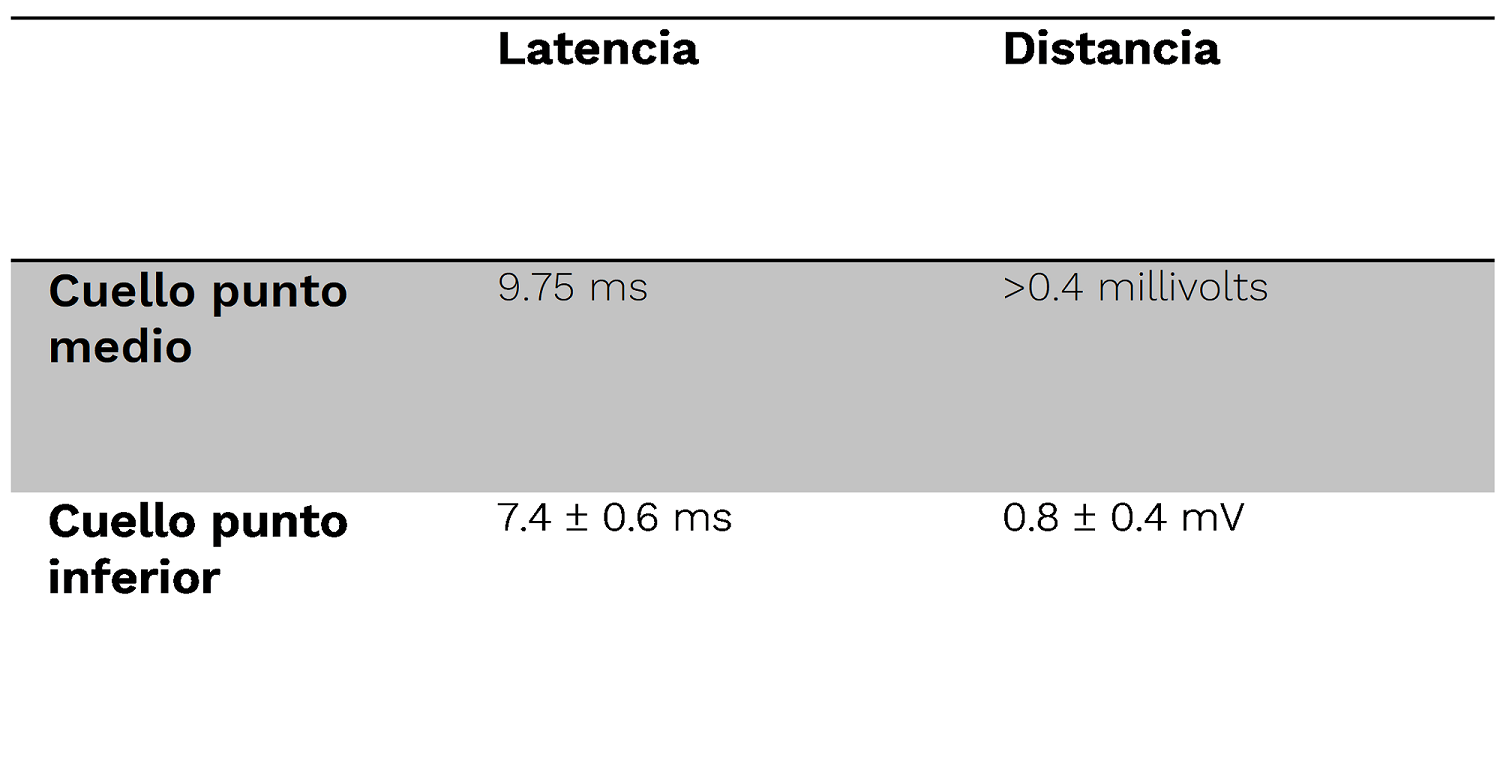 Latencia Distancia
Cuello punto 9.75 ms >0.4 millivolts
medio
Cuello punto 7.4 ± 0.6 ms 0.8 ± 0.4 mV
inferior